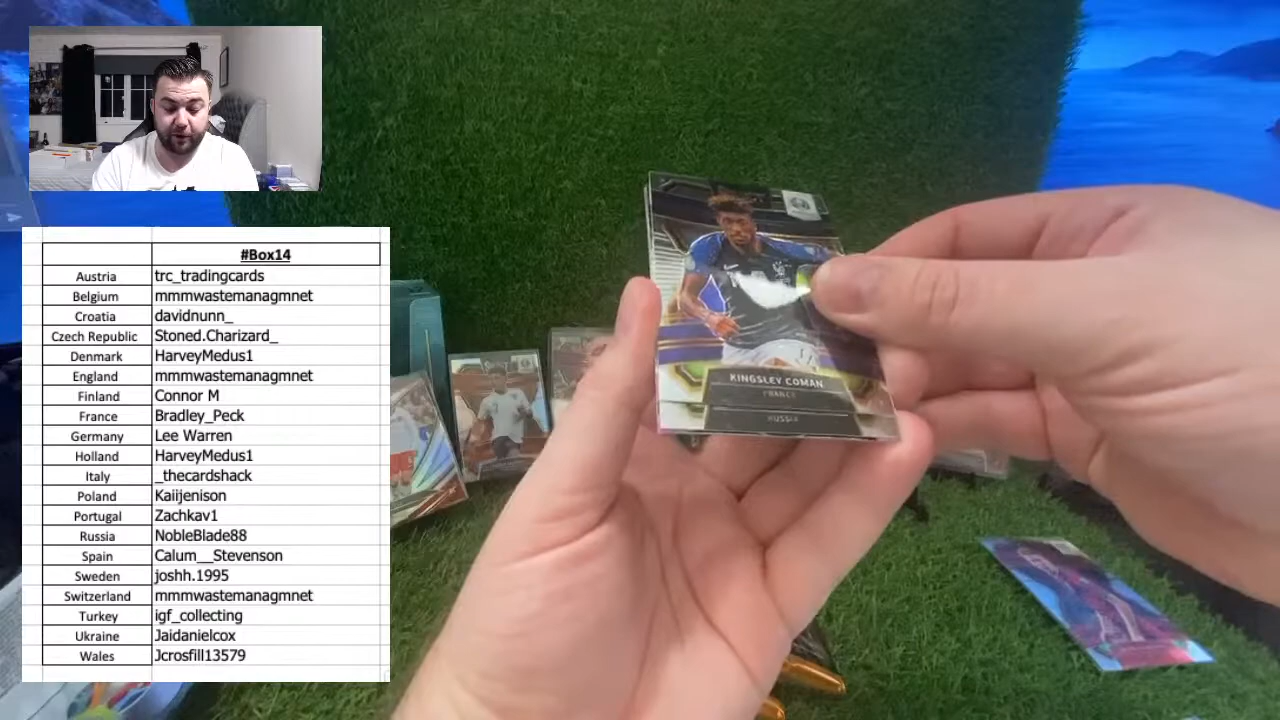 #Box14
Austria trc_tradingcards
Belgium mmmwastemanagmnet
Croatia davidnunn_
Czech Republic Stoned.Charizard_
Denmark HarveyMedus1
England mmmwastemanagmnet
Finland Connor M
France Bradley_Peck
Germany Lee Warren
Holland HarveyMedus1
Italy _thecardshack
Poland Kaiijenison
Portugal Zachkav1
Russia NobleBlade88
Spain Calum__Stevenson
Sweden joshh.1995
Switzerland mmmwastemanagmnet
Turkey igf_collecting
Ukraine Jaidanielcox
Wales Jcrosfill13579
KINGSLEY COMAN
FRANCE
RUSSIA